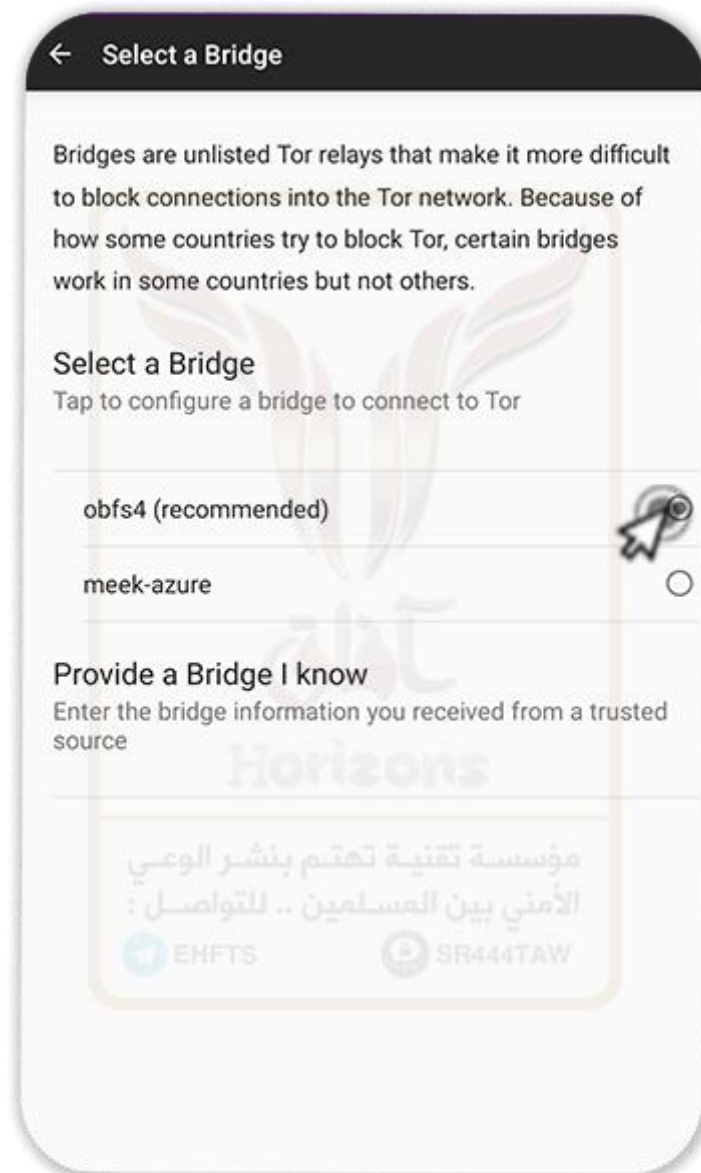 Select a Bridge
Bridges are unlisted Tor relays that make it more difficult
to block connections into the Tor network. Because of
how some countries try to block Tor, certain bridges
work in some countries but not others.
Select a Bridge
Tap to configure a bridge to connect to Tor
obfs4 (recommended)
meek-azure
آفاق
Provide a Bridge I know
Enter the bridge information you received from a trusted
source
Horizons
مؤسسة تقنية تهتم بنشر الوعي
الأمني بين المسلمين .. للتواصل :
EHFTS SR444TAW